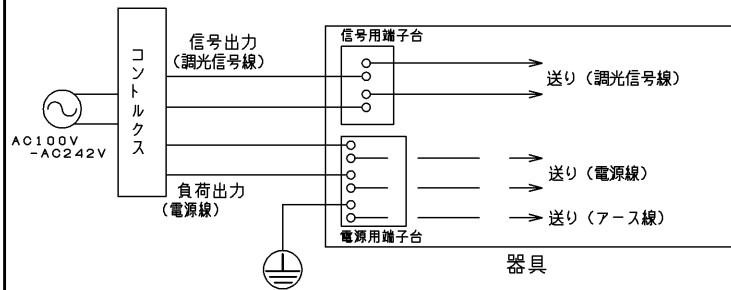 コントルクス
AC100V
-AC242V
信号出力
(調光信号線)
負荷出力
(電源線)
信号用端子台
送り(調光信号線)
送り(電源線)
送り(アース線)
電源用端子台
器具